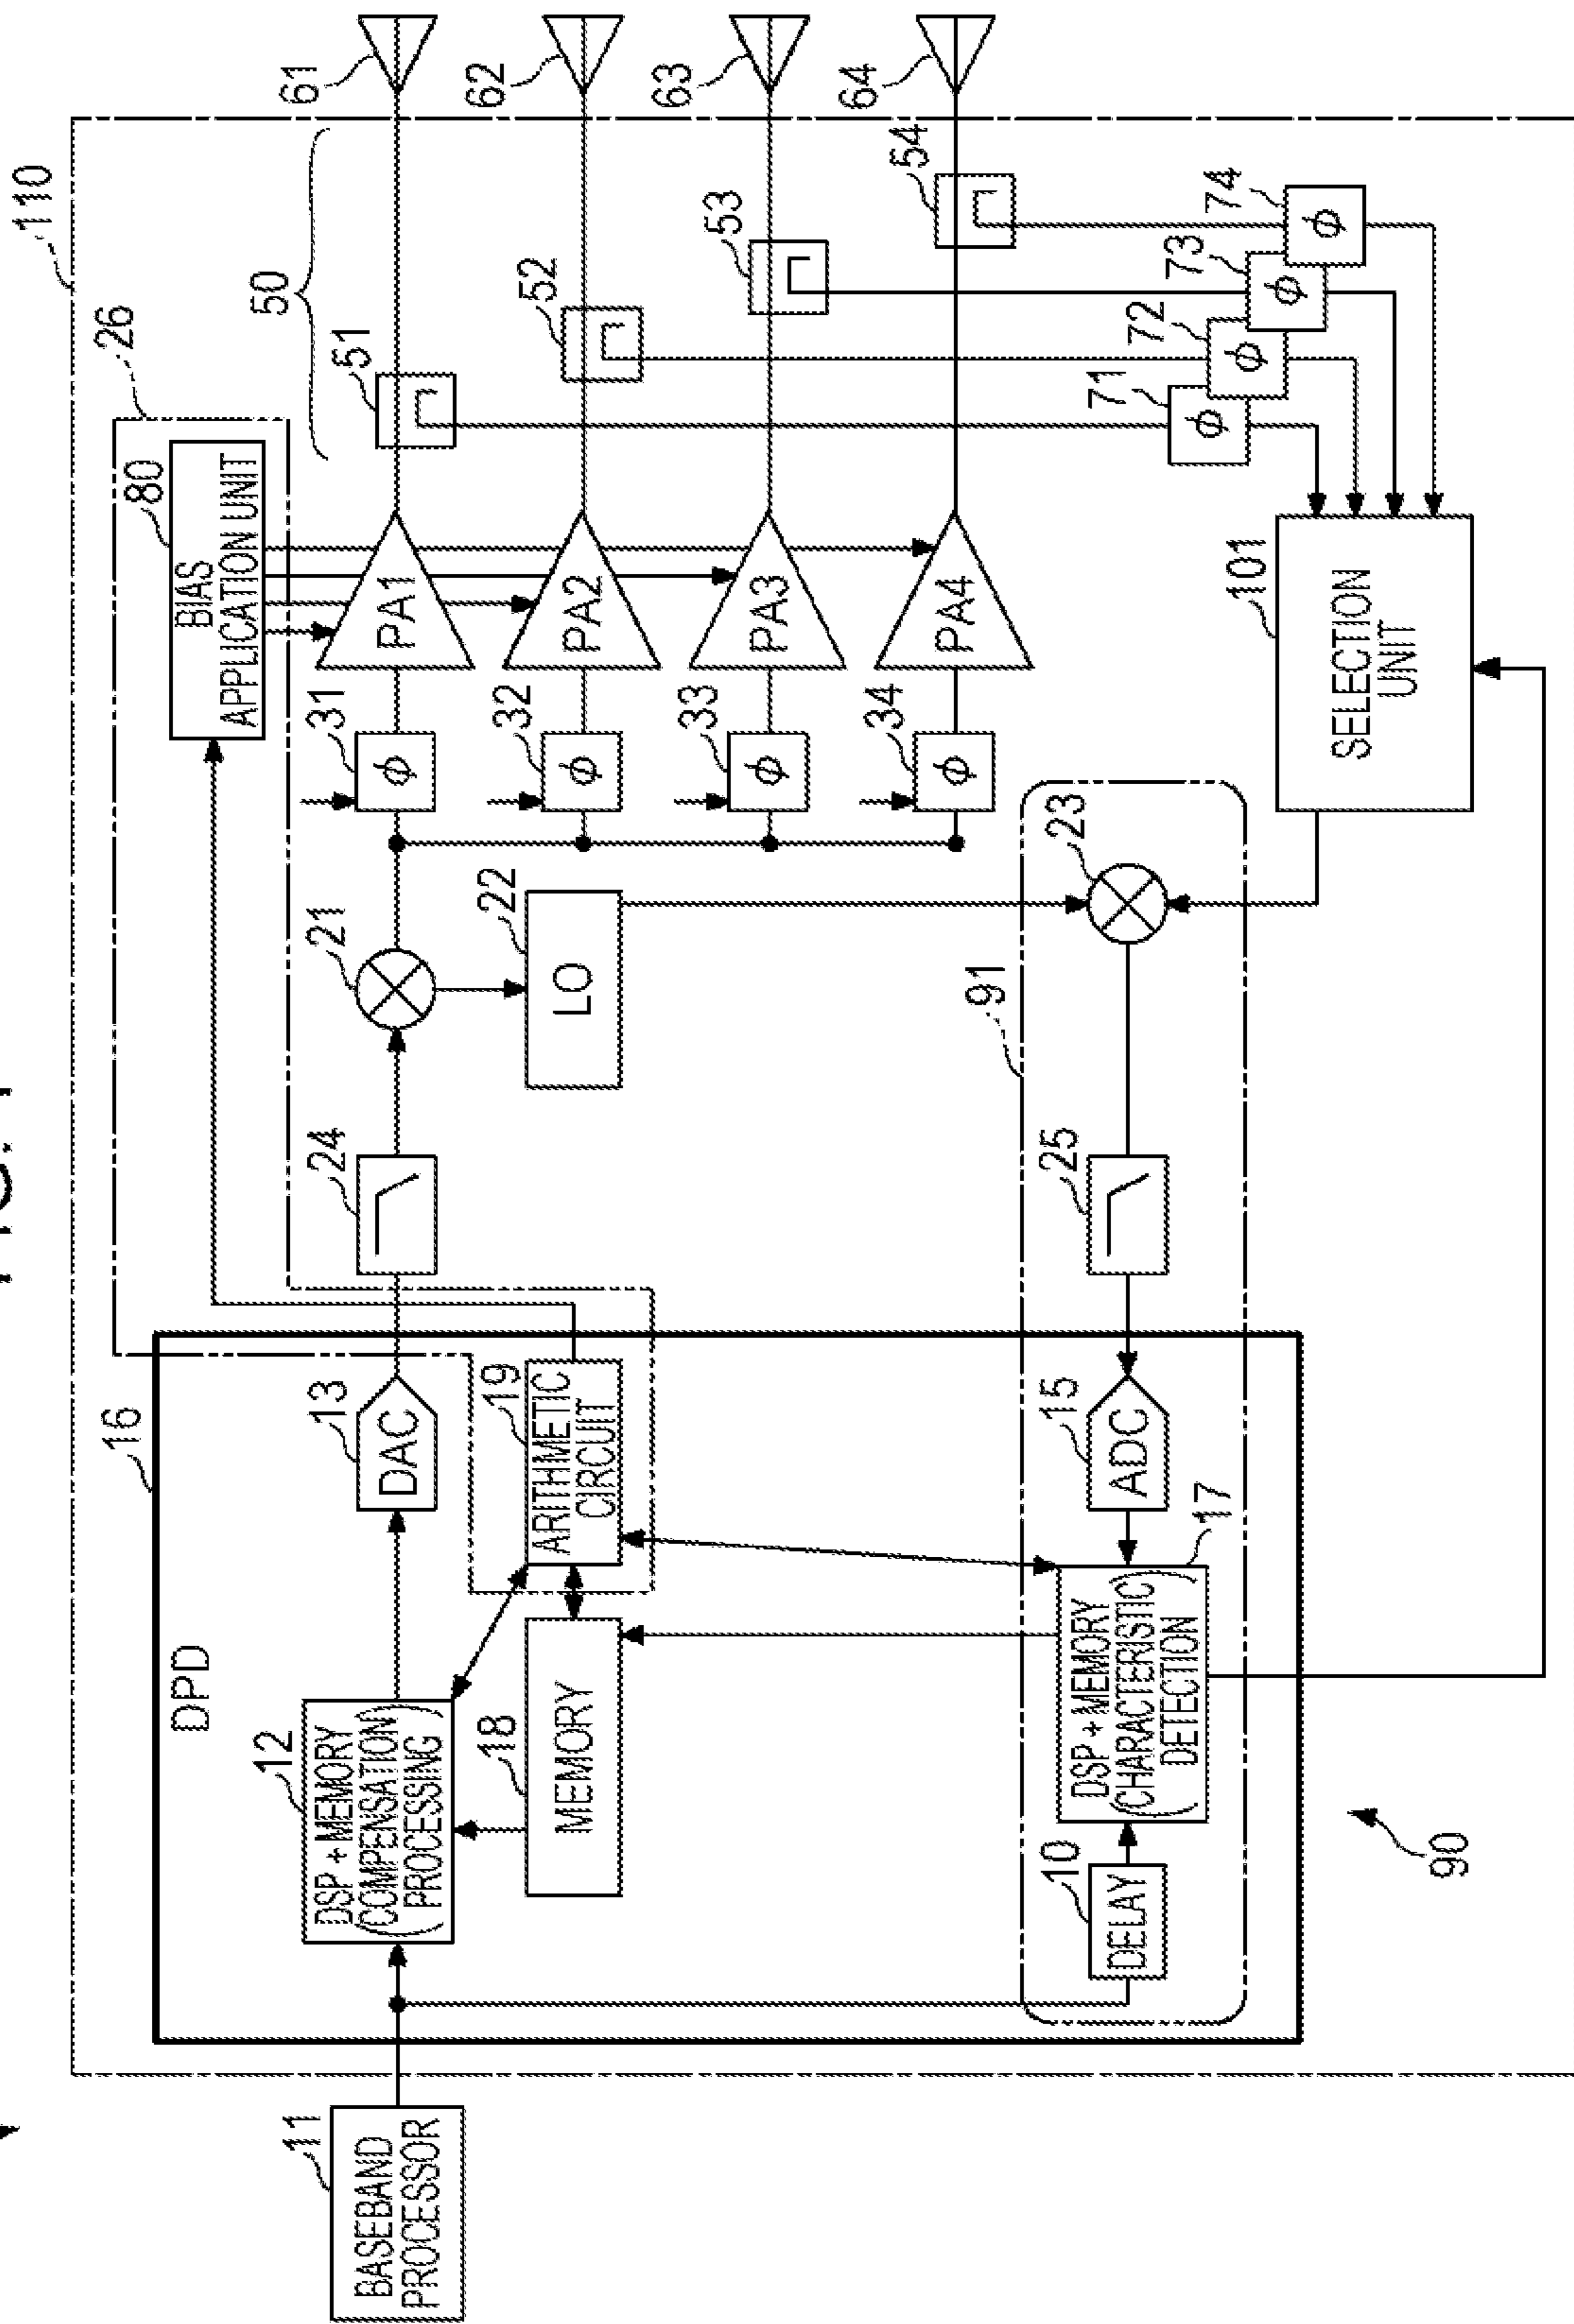 110
26
80
BIAS
APPLICATION UNIT
50
61
62
63
64
51
52
53
54
16
DPD
11
BASEBAND
PROCESSOR
12
DSP + MEMORY
(COMPENSATION
PROCESSING)
13
DAC
24
21
31
ϕ
PA1
32
ϕ
PA2
33
ϕ
PA3
34
ϕ
PA4
22
LO
18
MEMORY
19
ARITHMETIC
CIRCUIT
91
10
DELAY
17
DSP + MEMORY
(CHARACTERISTIC
DETECTION)
15
ADC
25
23
71
ϕ
72
ϕ
73
ϕ
74
ϕ
101
SELECTION
UNIT
90